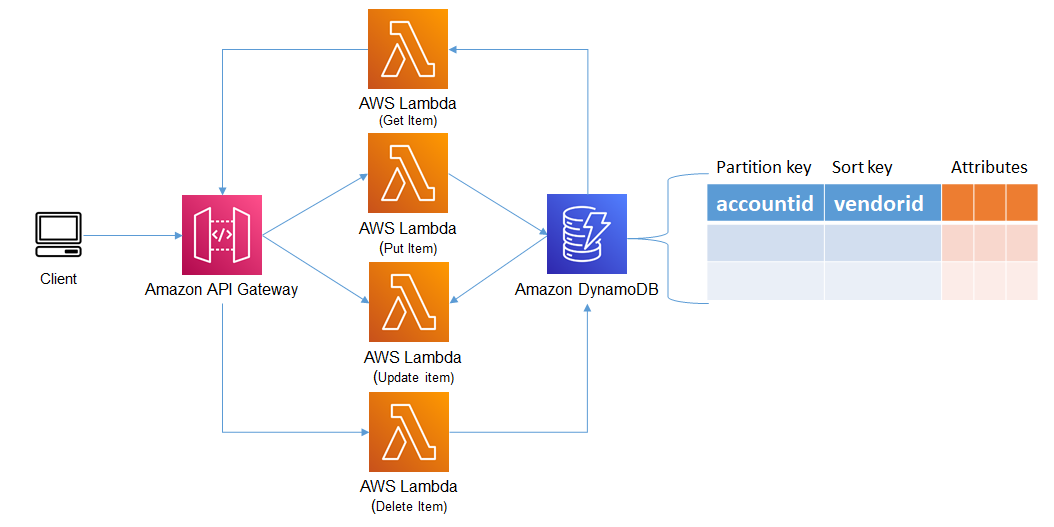 AWS Lambda
(Get Item)
AWS Lambda
(Put Item)
AWS Lambda
(Update item)
AWS Lambda
(Delete Item)
Client
Amazon API Gateway
Amazon DynamoDB
Partition key
Sort key
Attributes
accountid
vendorid